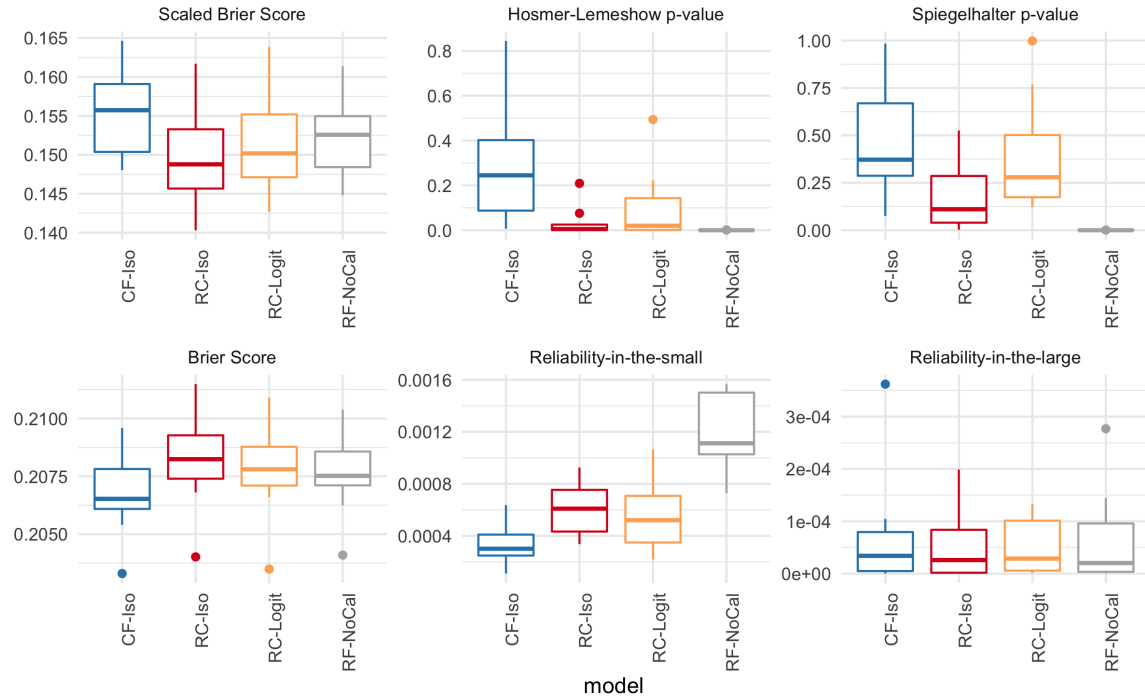 Scaled Brier Score
0.165
0.160
0.155
0.150
0.145
0.140
CF-Iso
RC-Iso
RC-Logit
RF-NoCal
Hosmer-Lemeshow p-value
0.8
0.6
0.4
0.2
0.0
CF-Iso
RC-Iso
RC-Logit
RF-NoCal
Spiegelhalter p-value
1.00
0.75
0.50
0.25
0.00
CF-Iso
RC-Iso
RC-Logit
RF-NoCal
Brier Score
0.2100
0.2075
0.2050
CF-Iso
RC-Iso
RC-Logit
RF-NoCal
Reliability-in-the-small
0.0016
0.0012
0.0008
0.0004
CF-Iso
RC-Iso
RC-Logit
RF-NoCal
Reliability-in-the-large
3e-04
2e-04
1e-04
0e+00
CF-Iso
RC-Iso
RC-Logit
RF-NoCal
model